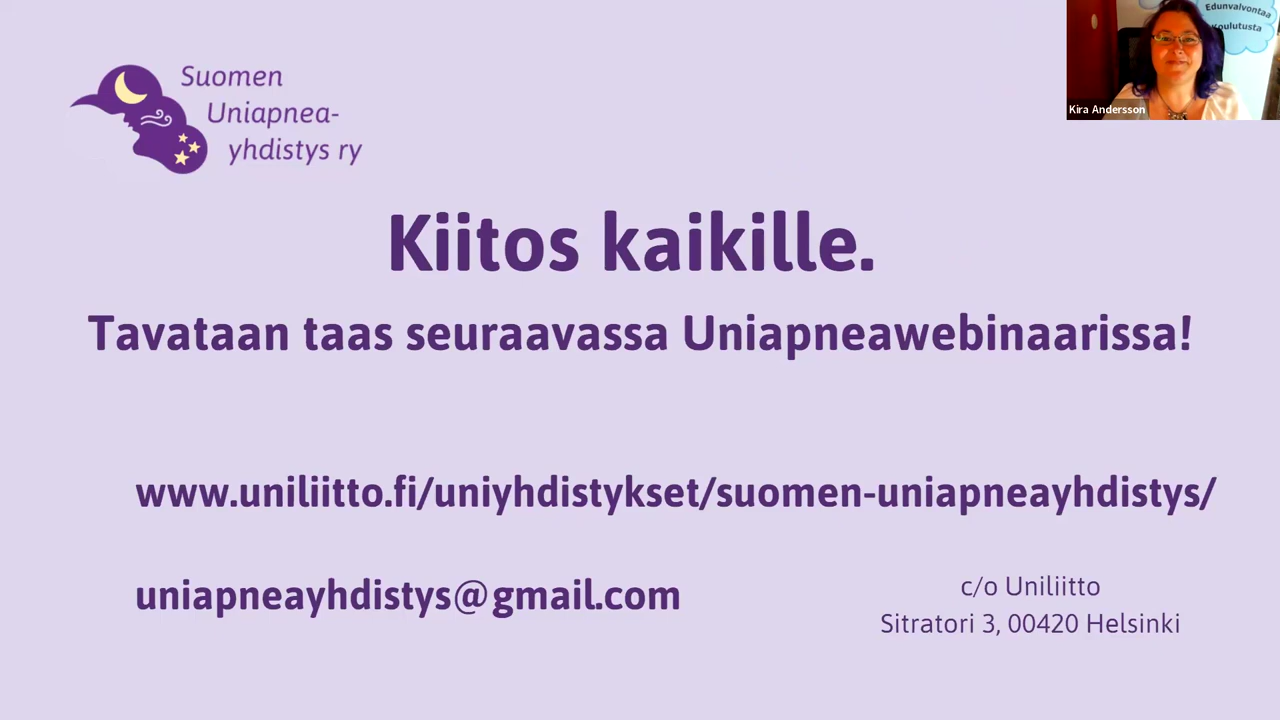 Suomen
Uniapnea-
yhdistys ry
Edunvalvontaa
Koulutusta
Kira Andersson
Kiitos kaikille.
Tavataan taas seuraavassa Uniapneawebinaarissa!
www.uniliitto.fi/uniyhdistykset/suomen-uniapneayhdistys/
uniapneayhdistys@gmail.com
c/o Uniliitto
Sitratori 3, 00420 Helsinki